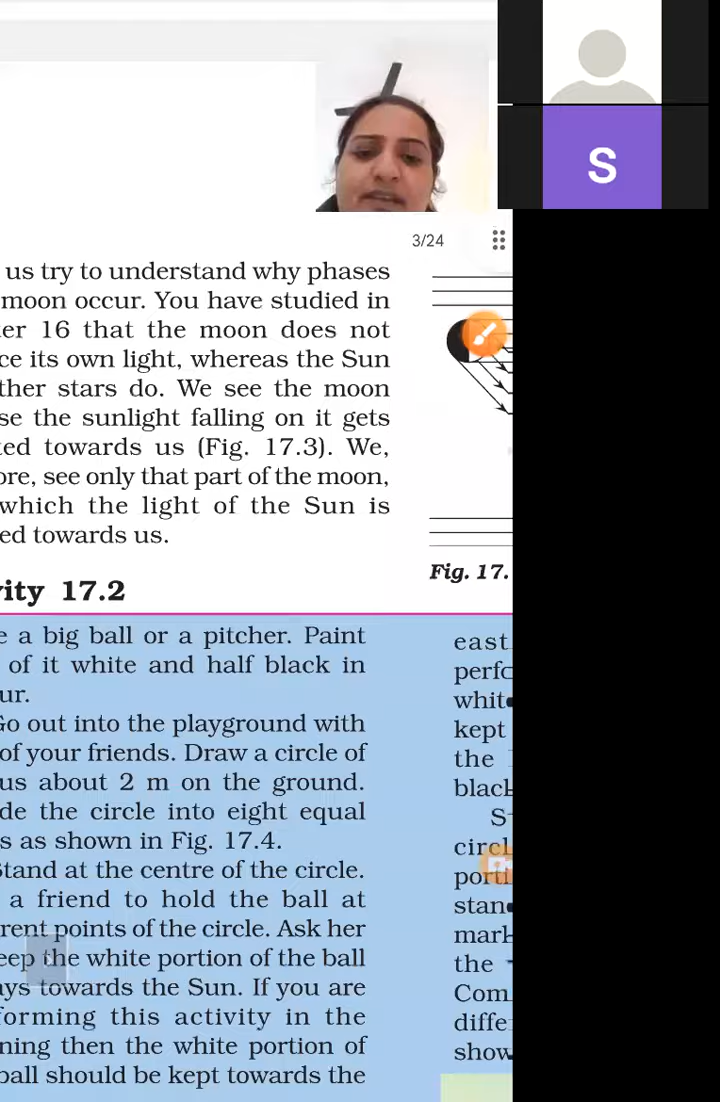 S
3/24
us try to understand why phases
moon occur. You have studied in
er 16 that the moon does not
ce its own light, whereas the Sun
ther stars do. We see the moon
se the sunlight falling on it gets
ted towards us (Fig. 17.3). We,
ore, see only that part of the moon,
which the light of the Sun is
ed towards us.
Fig. 17.
vity 17.2
e a big ball or a pitcher. Paint
of it white and half black in
ur.
Go out into the playground with
of your friends. Draw a circle of
us about 2 m on the ground.
de the circle into eight equal
s as shown in Fig. 17.4.
Stand at the centre of the circle.
a friend to hold the ball at
rent points of the circle. Ask her
eep the white portion of the ball
ays towards the Sun. If you are
forming this activity in the
ning then the white portion of
ball should be kept towards the
east
perfo
white
kept
the
black
S
circl
porti
stan
mark
the
Com
diffe
show